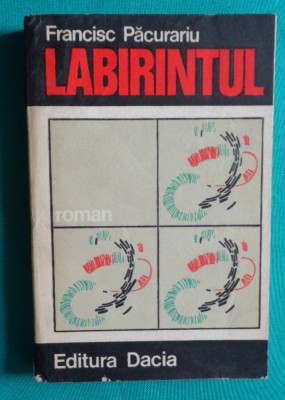 Francisc Păcurariu
LABIRINTUL
roman
Editura Dacia